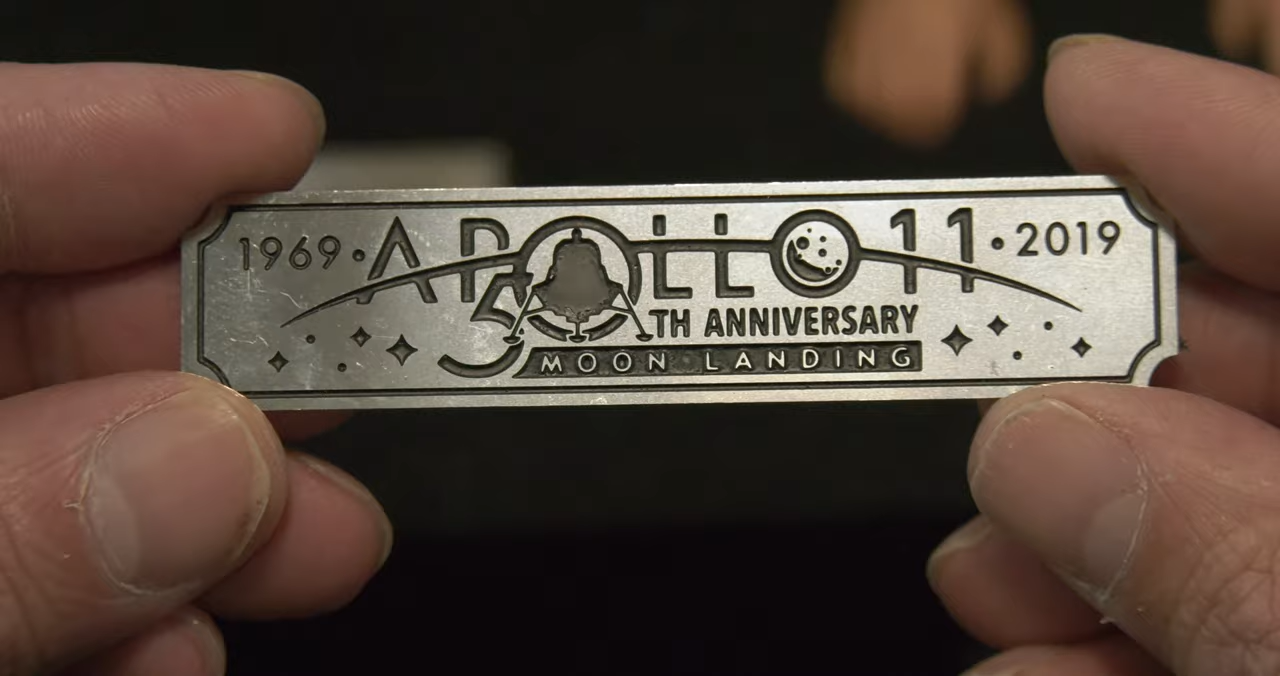 1969 • APOLLO 11 • 2019
50TH ANNIVERSARY
MOON LANDING